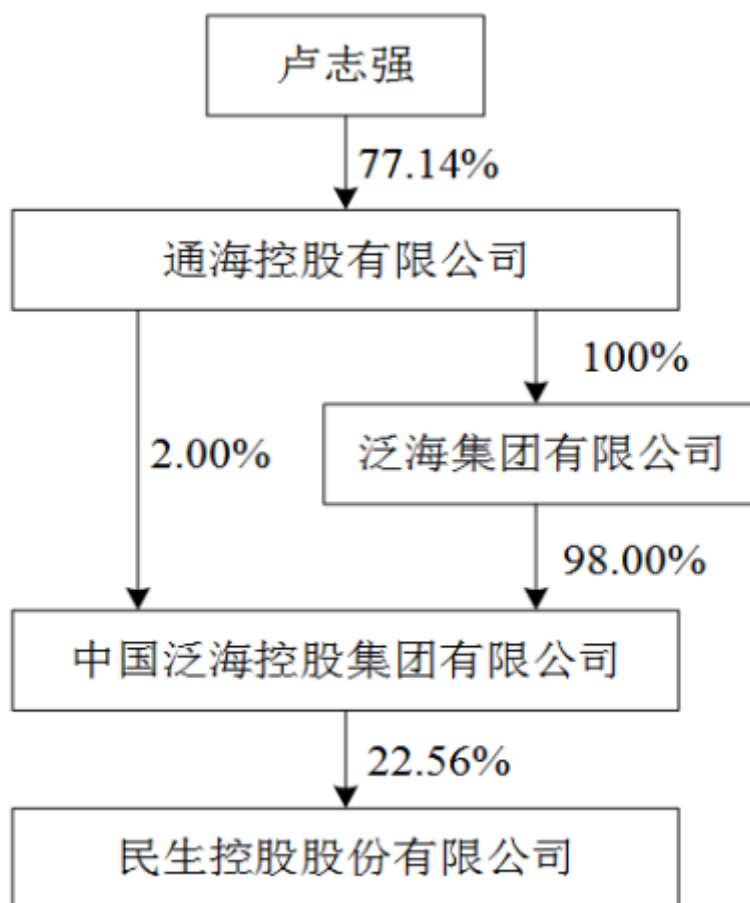 卢志强
77.14%
通海控股有限公司
100%
2.00%
泛海集团有限公司
98.00%
中国泛海控股集团有限公司
22.56%
民生控股股份有限公司